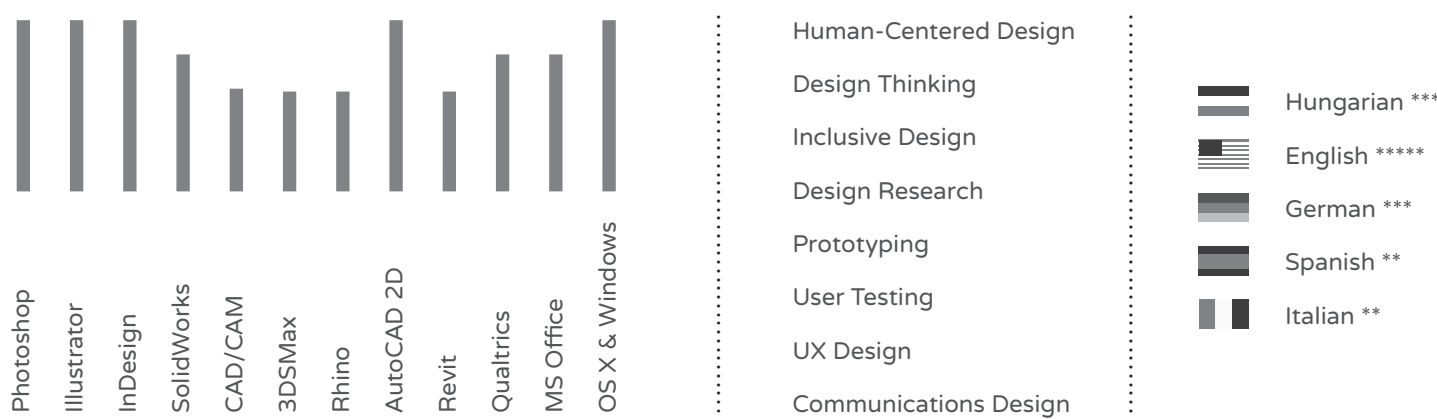 Photoshop
Illustrator
InDesign
SolidWorks
CAD/CAM
3DSMax
Rhino
AutoCAD 2D
Revit
Qualtrics
MS Office
OS X & Windows
Human-Centered Design
Design Thinking
Inclusive Design
Design Research
Prototyping
User Testing
UX Design
Communications Design
Hungarian ***
English *****
German ***
Spanish **
Italian **